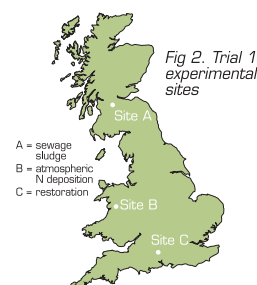 Fig 2. Trial 1
experimental
sites
Site A
A = sewage
sludge
B = atmospheric
N deposition
C = restoration
Site B
Site C